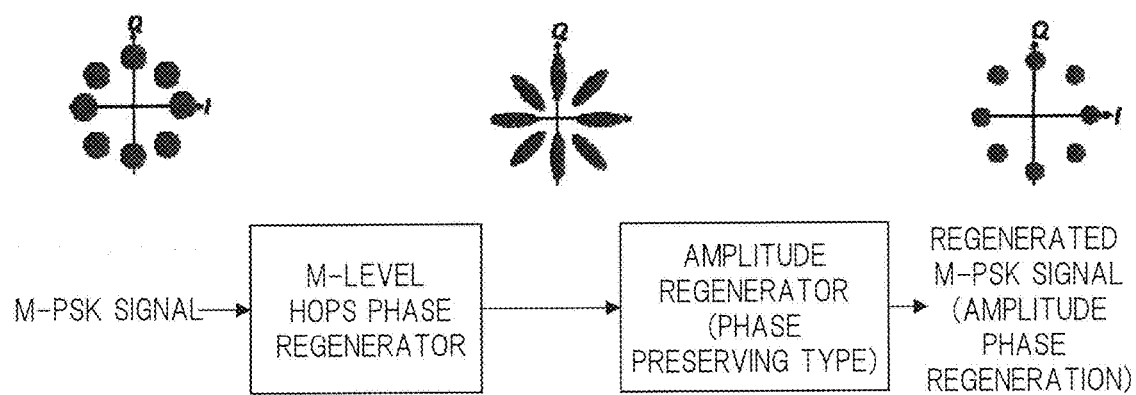 Q
I
Q
Q
I
M-PSK SIGNAL
M-LEVEL
HOPS PHASE
REGENERATOR
AMPLITUDE
REGENERATOR
(PHASE
PRESERVING TYPE)
REGENERATED
M-PSK SIGNAL
(AMPLITUDE
PHASE
REGENERATION)